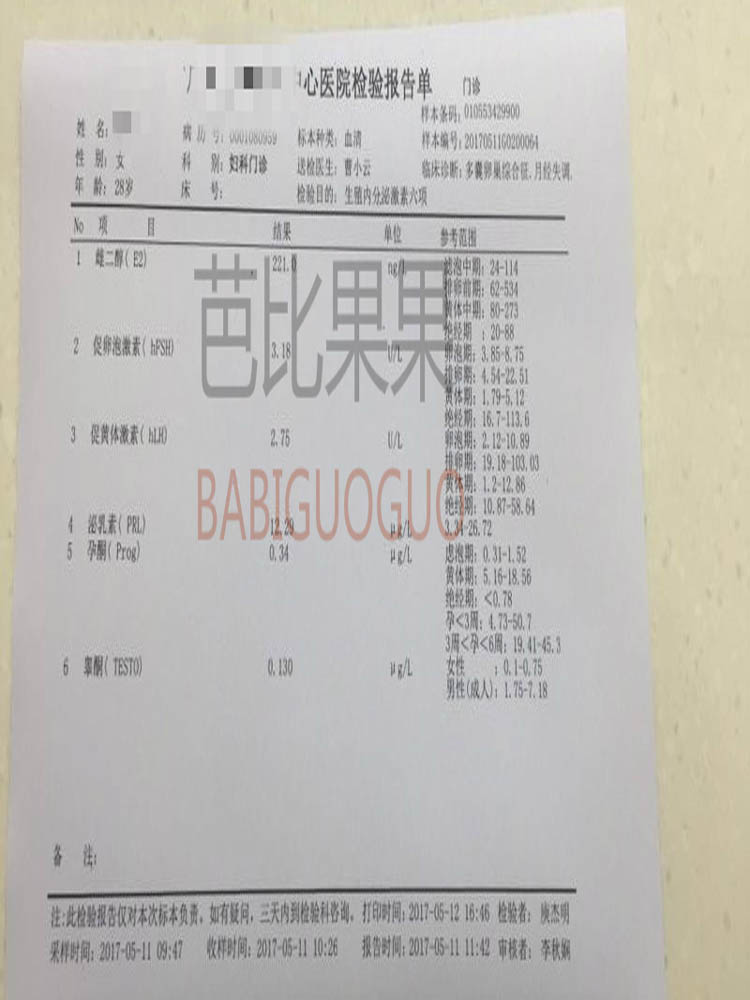 心医院检验报告单 门诊
样本条码: 010553429900
姓 名: 病 历 号: 0001080959 标本种类: 血清 样本编号: 20170511G0200064
性 别: 女 科 别: 妇科门诊 送检医生: 曹小云 临床诊断: 多囊卵巢综合征,月经失调,
年 龄: 28岁 床 号: 检验目的: 生殖内分泌激素六项
No 项 目 结果 单位 参考范围
1 雌二醇(E2) 221.0 ng/L 滤泡中期: 24-114
排卵前期: 62-534
黄体中期: 80-273
绝经期 : 20-88
2 促卵泡激素(hFSH) 3.18 U/L 卵泡期: 3.85-8.75
排卵期: 4.54-22.51
黄体期: 1.79-5.12
绝经期: 16.7-113.6
3 促黄体激素(hLH) 2.75 U/L 卵泡期: 2.12-10.89
排卵期: 19.18-103.03
黄体期: 1.2-12.86
绝经期: 10.87-58.64
4 泌乳素(PRL) 12.29 μg/L 3.34-26.72
5 孕酮(Prog) 0.34 μg/L 卵泡期: 0.31-1.52
黄体期: 5.16-18.56
绝经期: <0.78
孕<3周: 4.73-50.7
3周<孕<6周: 19.41-45.3
6 睾酮(TESTO) 0.130 μg/L 女性 : 0.1-0.75
男性(成人): 1.75-7.18
芭比果果
BABIGUOGUO
备 注:
注:此检验报告仅对本次标本负责,如有疑问,三天内到检验科咨询。 打印时间: 2017-05-12 16:46 检验者: 庾杰明
采样时间: 2017-05-11 09:47 收样时间: 2017-05-11 10:26 报告时间: 2017-05-11 11:42 审核者: 李秋娴